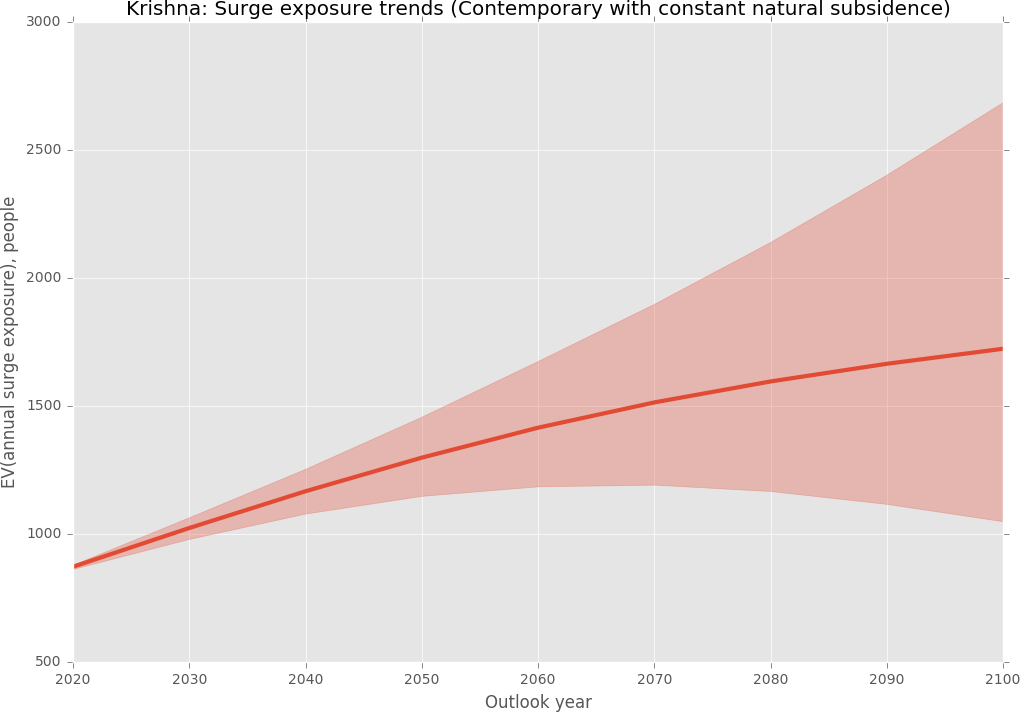 Krishna: Surge exposure trends (Contemporary with constant natural subsidence)
3000
2500
2000
1500
1000
500
EV(annual surge exposure), people
2020 2030 2040 2050 2060 2070 2080 2090 2100
Outlook year